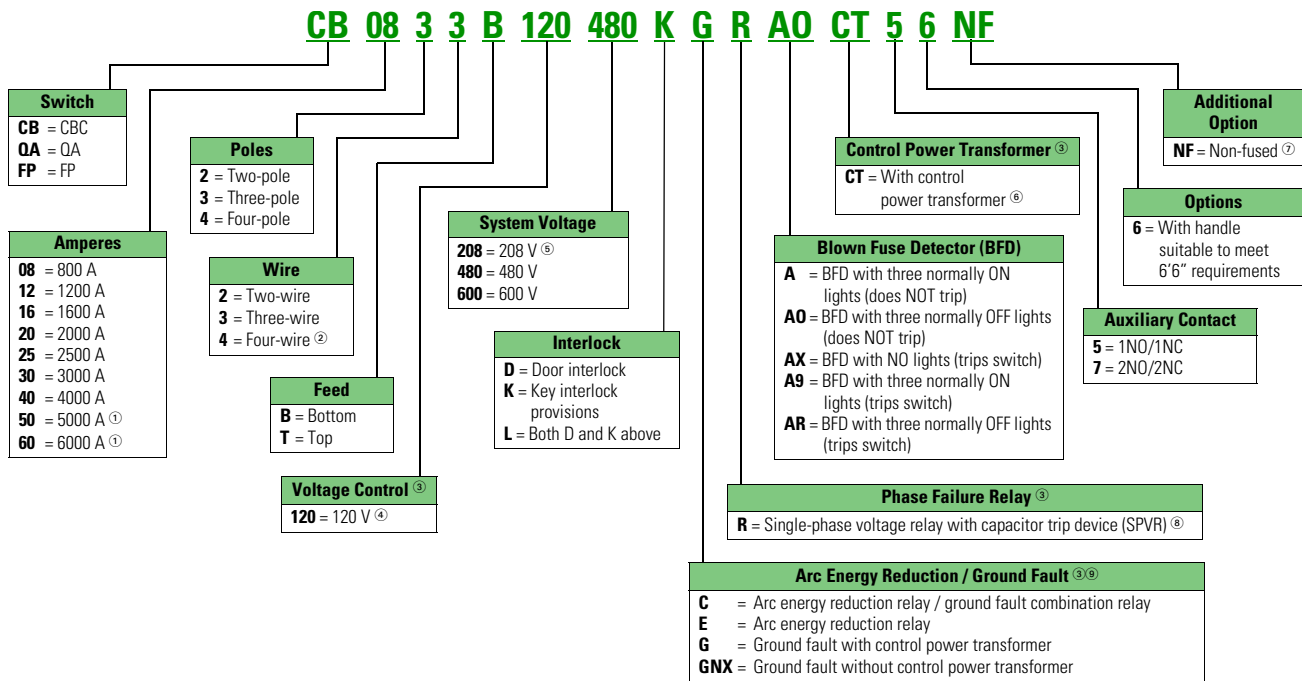 CB 08 3 3 B 120 480 K G R AO CT 5 6 NF
Switch
CB = CBC
QA = QA
FP = FP
Amperes
08 = 800 A
12 = 1200 A
16 = 1600 A
20 = 2000 A
25 = 2500 A
30 = 3000 A
40 = 4000 A
50 = 5000 A ①
60 = 6000 A ①
Poles
2 = Two-pole
3 = Three-pole
4 = Four-pole
Wire
2 = Two-wire
3 = Three-wire
4 = Four-wire ②
Feed
B = Bottom
T = Top
Voltage Control ③
120 = 120 V ④
System Voltage
208 = 208 V ⑤
480 = 480 V
600 = 600 V
Interlock
D = Door interlock
K = Key interlock
provisions
L = Both D and K above
Arc Energy Reduction / Ground Fault ③⑨
C = Arc energy reduction relay / ground fault combination relay
E = Arc energy reduction relay
G = Ground fault with control power transformer
GNX = Ground fault without control power transformer
Phase Failure Relay ③
R = Single-phase voltage relay with capacitor trip device (SPVR) ⑧
Blown Fuse Detector (BFD)
A = BFD with three normally ON
lights (does NOT trip)
AO = BFD with three normally OFF lights
(does NOT trip)
AX = BFD with NO lights (trips switch)
A9 = BFD with three normally ON
lights (trips switch)
AR = BFD with three normally OFF lights
(trips switch)
Control Power Transformer ③
CT = With control
power transformer ⑥
Auxiliary Contact
5 = 1NO/1NC
7 = 2NO/2NC
Options
6 = With handle
suitable to meet
6'6" requirements
Additional
Option
NF = Non-fused ⑦